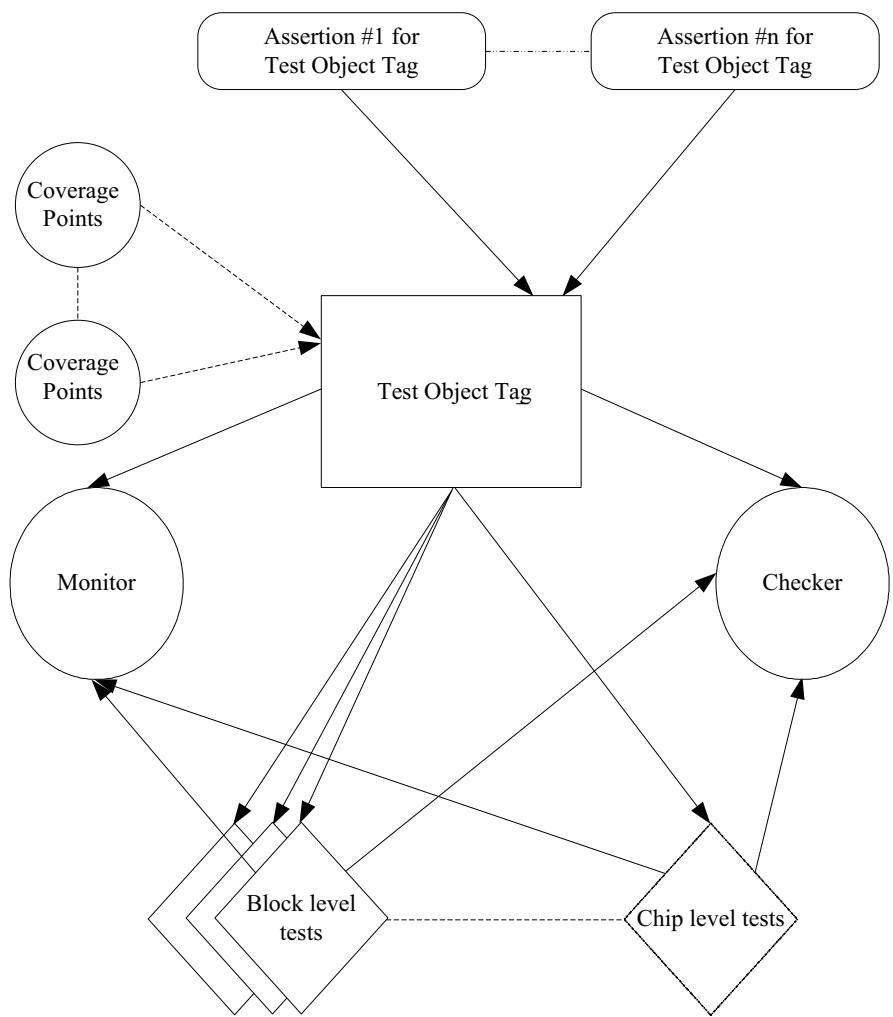 Assertion #1 for
Test Object Tag
Assertion #n for
Test Object Tag
Coverage
Points
Coverage
Points
Test Object Tag
Monitor
Checker
Block level
tests
Chip level tests